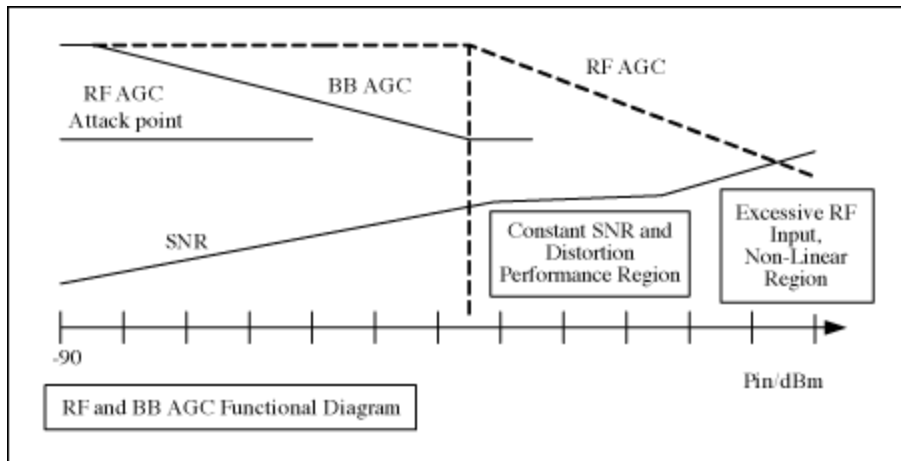 RF AGC
Attack point
BB AGC
RF AGC
SNR
Constant SNR and
Distortion
Performance Region
Excessive RF
Input,
Non-Linear
Region
-90
Pin/dBm
RF and BB AGC Functional Diagram